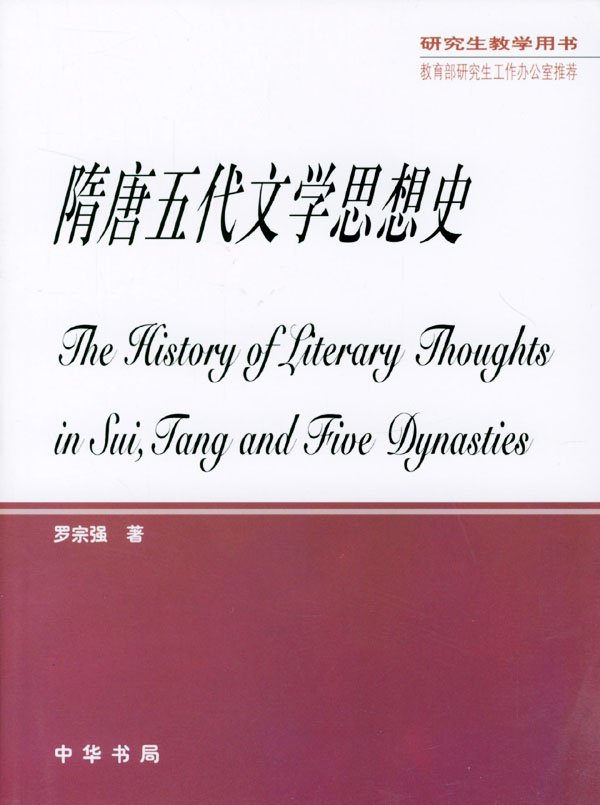 研究生教学用书
教育部研究生工作办公室推荐
隋唐五代文学思想史
The History of Literary Thoughts
in Sui, Tang and Five Dynasties
罗宗强 著
中华书局